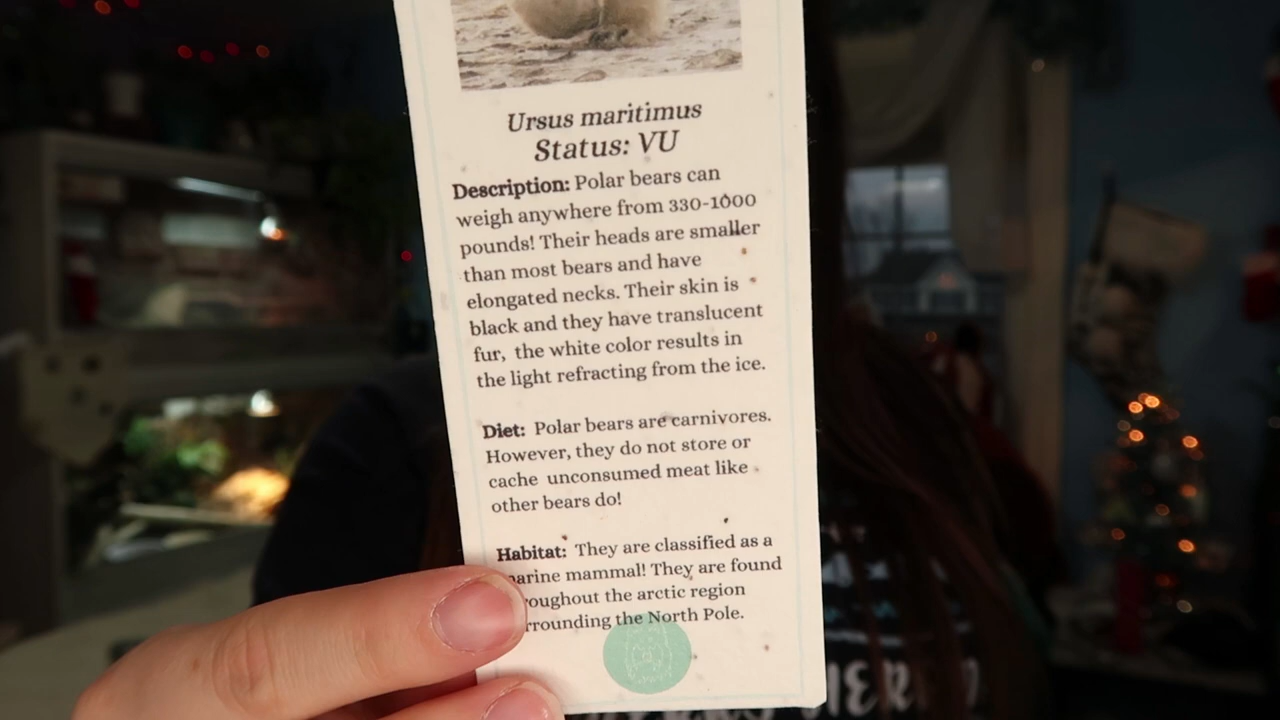 Ursus maritimus
Status: VU
Description: Polar bears can
weigh anywhere from 330-1000
pounds! Their heads are smaller
than most bears and have
elongated necks. Their skin is
black and they have translucent
fur, the white color results in
the light refracting from the ice.
Diet: Polar bears are carnivores.
However, they do not store or
cache unconsumed meat like
other bears do!
Habitat: They are classified as a
arine mammal! They are found
roughout the arctic region
rrounding the North Pole.